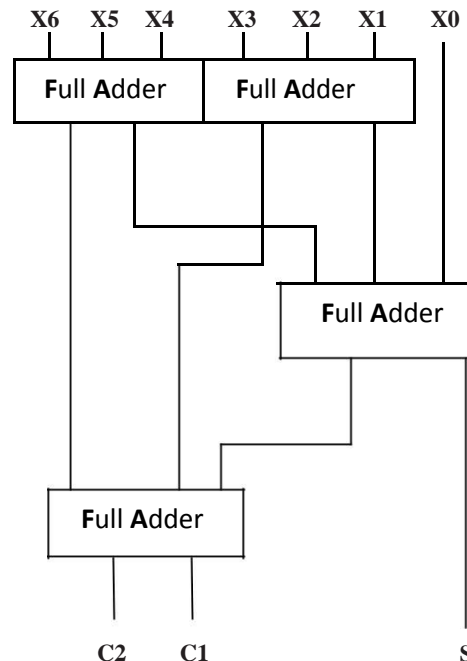 X6 X5 X4 X3 X2 X1 X0
Full Adder Full Adder
Full Adder
Full Adder
C2 C1 S